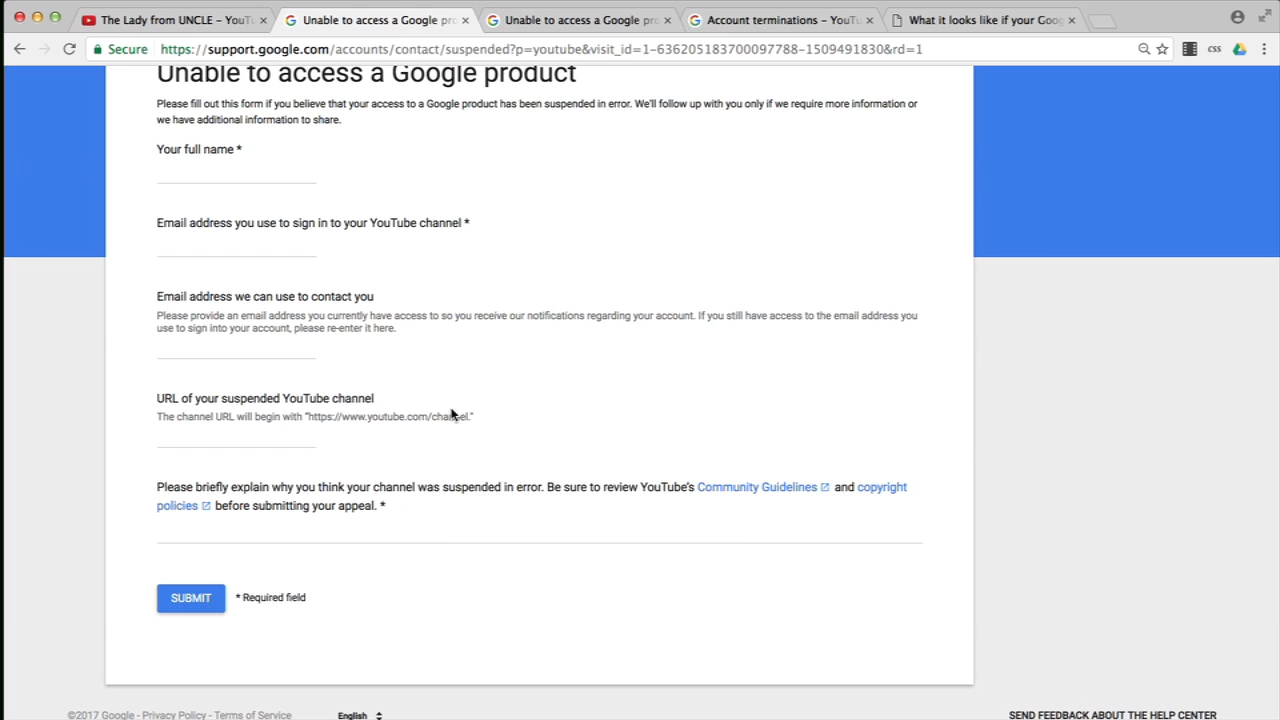 The Lady from UNCLE – YouTu
Unable to access a Google pro
Unable to access a Google pro
Account terminations – YouTu
What it looks like if your Goog
Secure
https://support.google.com/accounts/contact/suspended?p=youtube&visit_id=1-636205183700097788-1509491830&rd=1
CSS
Unable to access a Google product
Please fill out this form if you believe that your access to a Google product has been suspended in error. We'll follow up with you only if we require more information or
we have additional information to share.
Your full name *
Email address you use to sign in to your YouTube channel *
Email address we can use to contact you
Please provide an email address you currently have access to so you receive our notifications regarding your account. If you still have access to the email address you
use to sign into your account, please re-enter it here.
URL of your suspended YouTube channel
The channel URL will begin with "https://www.youtube.com/channel."
Please briefly explain why you think your channel was suspended in error. Be sure to review YouTube's Community Guidelines and copyright
policies before submitting your appeal. *
SUBMIT
* Required field
©2017 Google - Privacy Policy - Terms of Service
English
SEND FEEDBACK ABOUT THE HELP CENTER